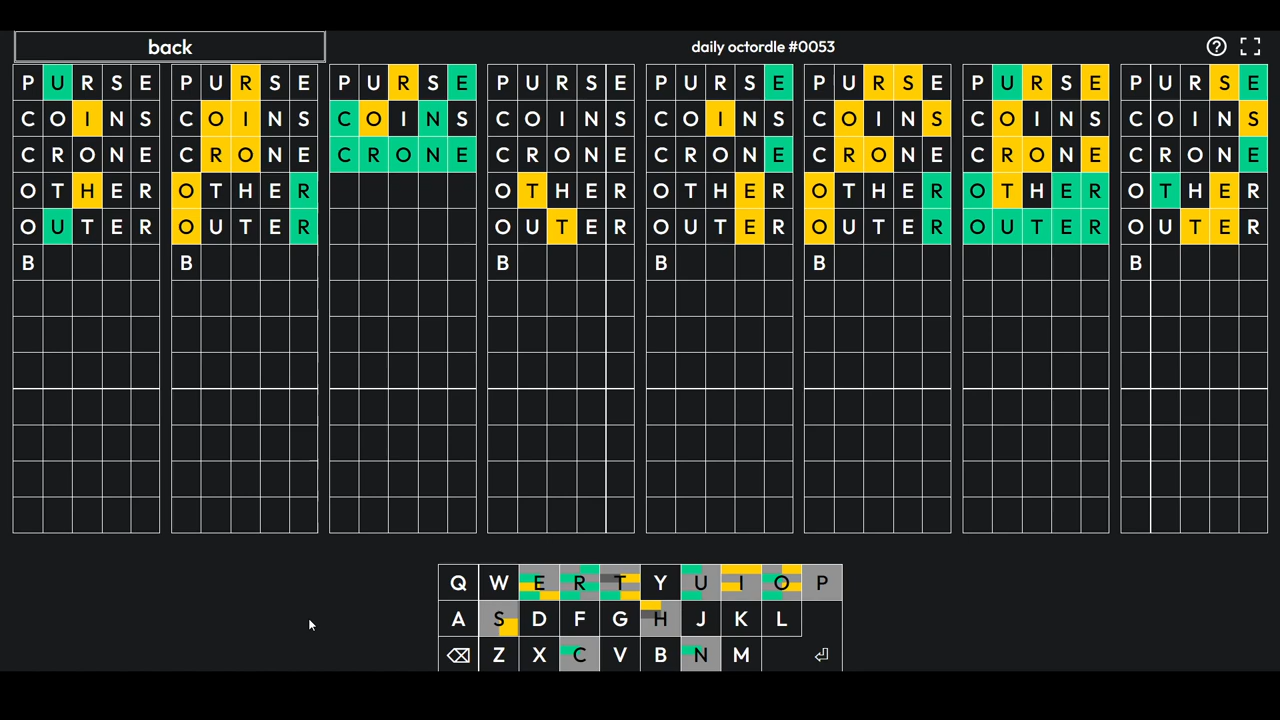 back
daily octordle #0053
PURSE PURSE PURSE PURSE PURSE PURSE PURSE PURSE
COINS COINS COINS COINS COINS COINS COINS COINS
CRONE CRONE CRONE CRONE CRONE CRONE CRONE CRONE
OTHER OTHER OTHER OTHER OTHER OTHER OTHER
OUTER OUTER OUTER OUTER OUTER OUTER OUTER
B B B B B B
Q W E R T Y U I O P
A S D F G H J K L
Z X C V B N M